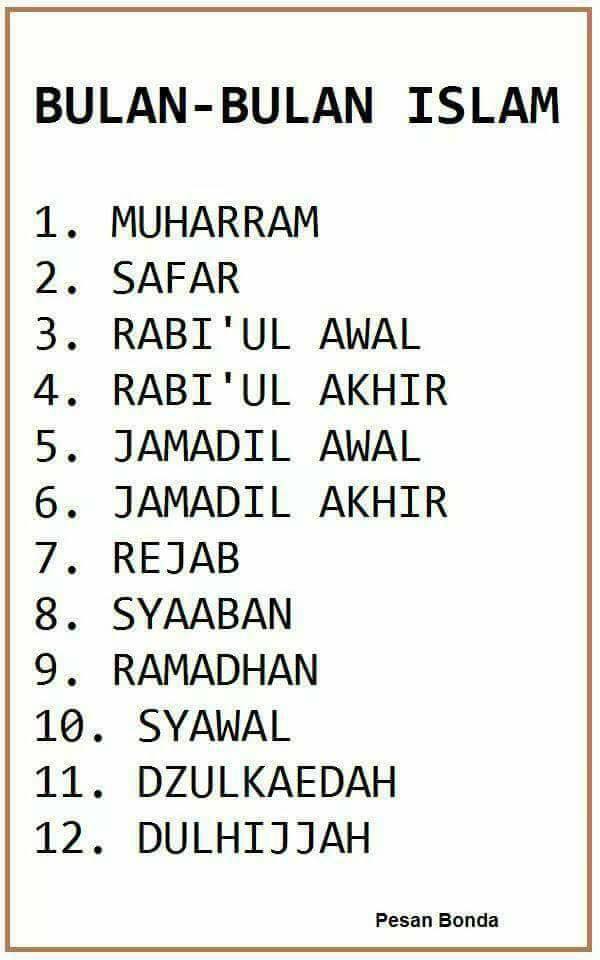 BULAN-BULAN ISLAM
1. MUHARRAM
2. SAFAR
3. RABI'UL AWAL
4. RABI'UL AKHIR
5. JAMADIL AWAL
6. JAMADIL AKHIR
7. REJAB
8. SYAABAN
9. RAMADHAN
10. SYAWAL
11. DZULKAEDAH
12. DULHIJJAH
Pesan Bonda